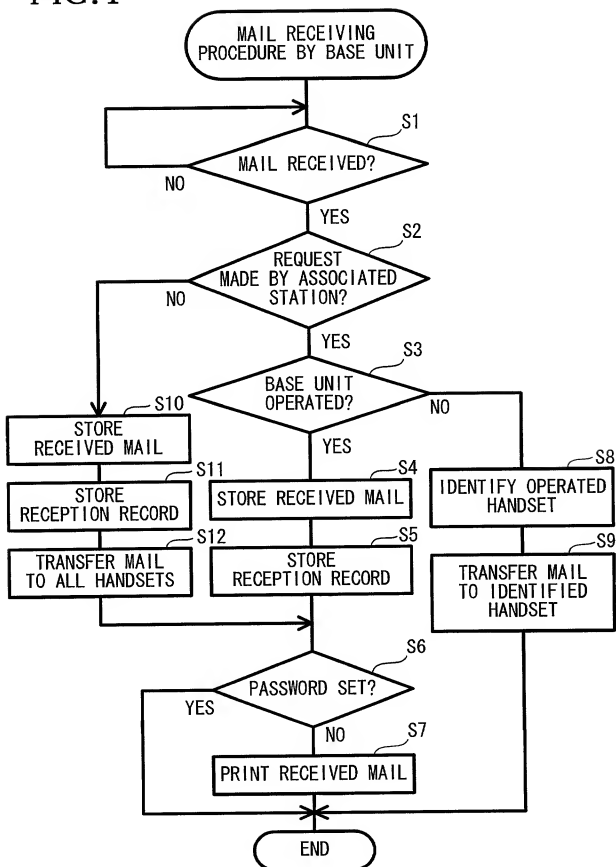 MAIL RECEIVING
PROCEDURE BY BASE UNIT
S1
MAIL RECEIVED?
NO
YES
S2
REQUEST
MADE BY ASSOCIATED
STATION?
NO
YES
S3
BASE UNIT
OPERATED?
NO
YES
S10
STORE
RECEIVED MAIL
S11
STORE
RECEPTION RECORD
S12
TRANSFER MAIL
TO ALL HANDSETS
S4
STORE RECEIVED MAIL
S5
STORE
RECEPTION RECORD
S8
IDENTIFY OPERATED
HANDSET
S9
TRANSFER MAIL
TO IDENTIFIED
HANDSET
S6
PASSWORD SET?
YES
NO
S7
PRINT RECEIVED MAIL
END